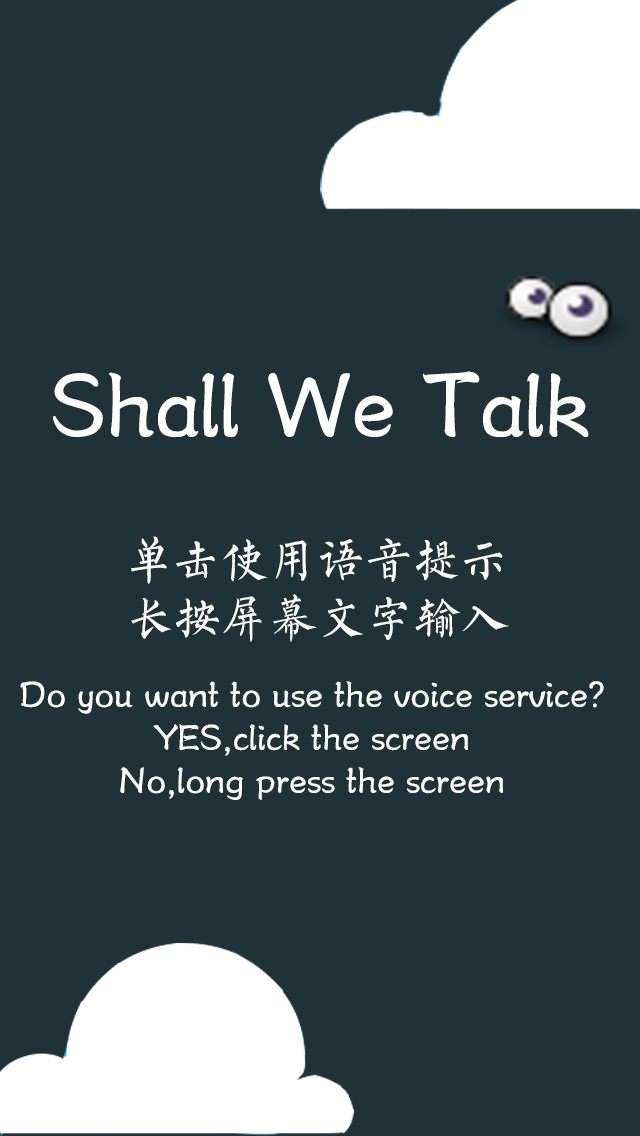 Shall We Talk
单击使用语音提示
长按屏幕文字输入
Do you want to use the voice service?
YES,click the screen
No,long press the screen